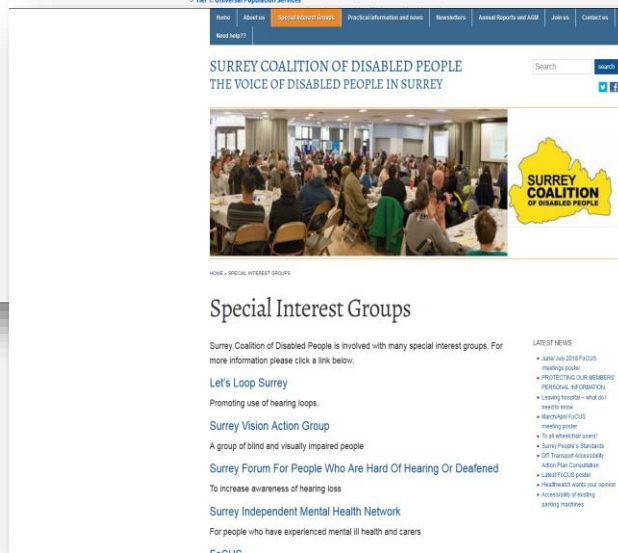 Tier 1: Universal Population Services
Home About us Special Interest Groups Practical information and news Newsletters Annual Reports and AGM Join us Contact us
Need help??
SURREY COALITION OF DISABLED PEOPLE
THE VOICE OF DISABLED PEOPLE IN SURREY
Search search
SURREY
COALITION
OF DISABLED PEOPLE
HOME » SPECIAL INTEREST GROUPS
Special Interest Groups
Surrey Coalition of Disabled People is involved with many special interest groups. For
more information please click a link below.
Let's Loop Surrey
Promoting use of hearing loops.
Surrey Vision Action Group
A group of blind and visually impaired people
Surrey Forum For People Who Are Hard Of Hearing Or Deafened
To increase awareness of hearing loss
Surrey Independent Mental Health Network
For people who have experienced mental ill health and carers
FoCUS
LATEST NEWS
June/ July 2018 FoCUS
meetings poster
PROTECTING OUR MEMBERS'
PERSONAL INFORMATION
Leaving hospital – what do I
need to know
March/April FoCUS
meeting poster
To all wheelchair users!
Surrey People's Standards
DfT Transport Accessibility
Action Plan Consultation
Latest FoCUS poster
Healthwatch wants your opinion
Accessibility of existing
parking machines